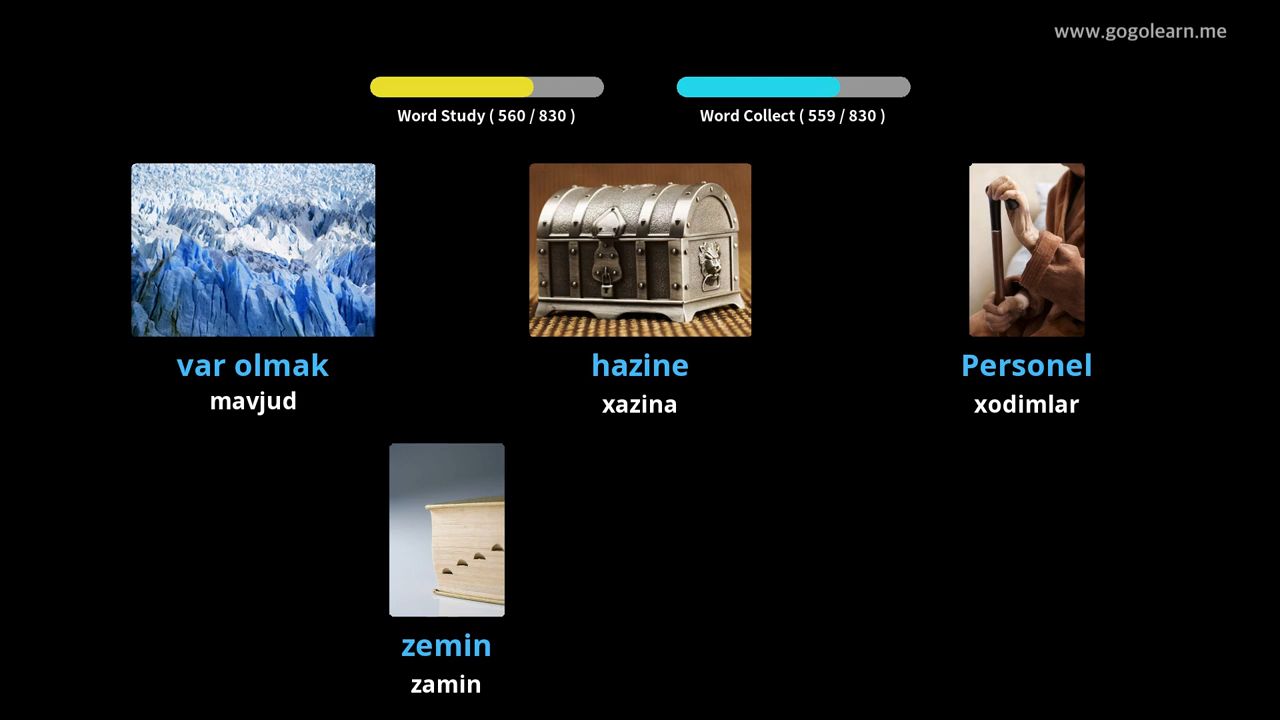 www.gogolearn.me
Word Study ( 560 / 830 )
Word Collect ( 559 / 830 )
var olmak
mavjud
hazine
xazina
Personel
xodimlar
zemin
zamin